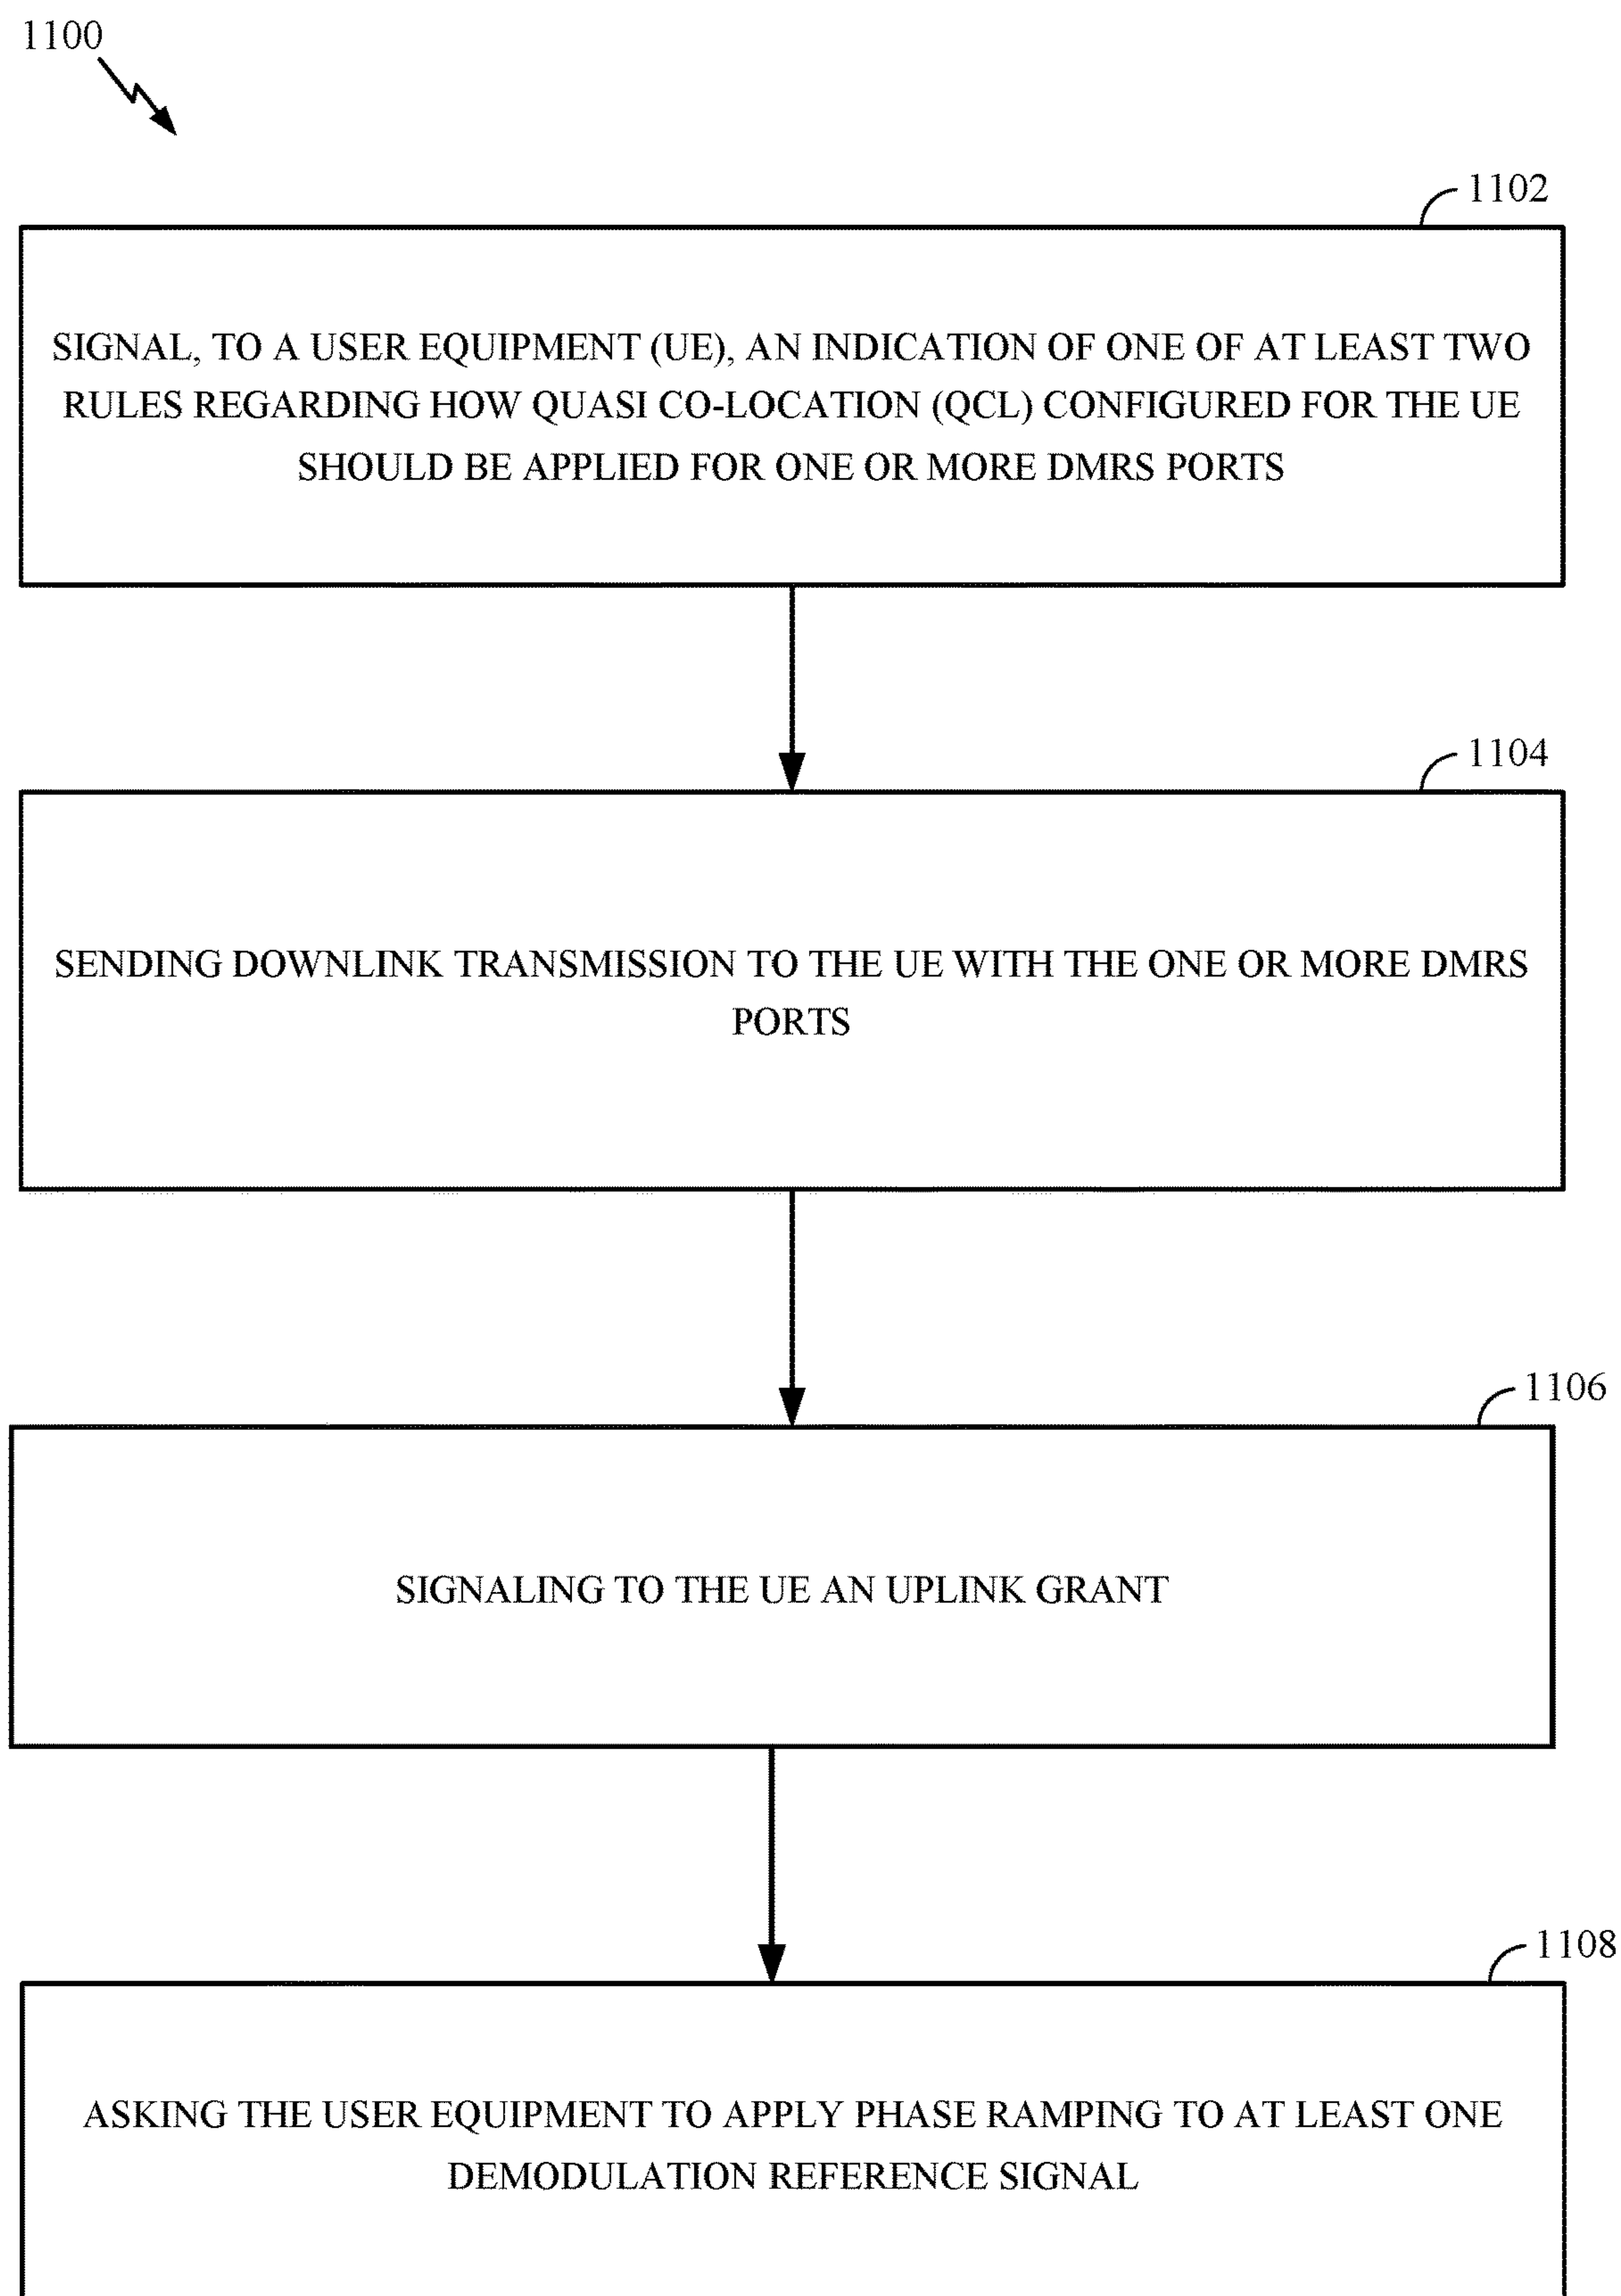 1100
1102
SIGNAL, TO A USER EQUIPMENT (UE), AN INDICATION OF ONE OF AT LEAST TWO
RULES REGARDING HOW QUASI CO-LOCATION (QCL) CONFIGURED FOR THE UE
SHOULD BE APPLIED FOR ONE OR MORE DMRS PORTS
1104
SENDING DOWNLINK TRANSMISSION TO THE UE WITH THE ONE OR MORE DMRS
PORTS
1106
SIGNALING TO THE UE AN UPLINK GRANT
1108
ASKING THE USER EQUIPMENT TO APPLY PHASE RAMPING TO AT LEAST ONE
DEMODULATION REFERENCE SIGNAL